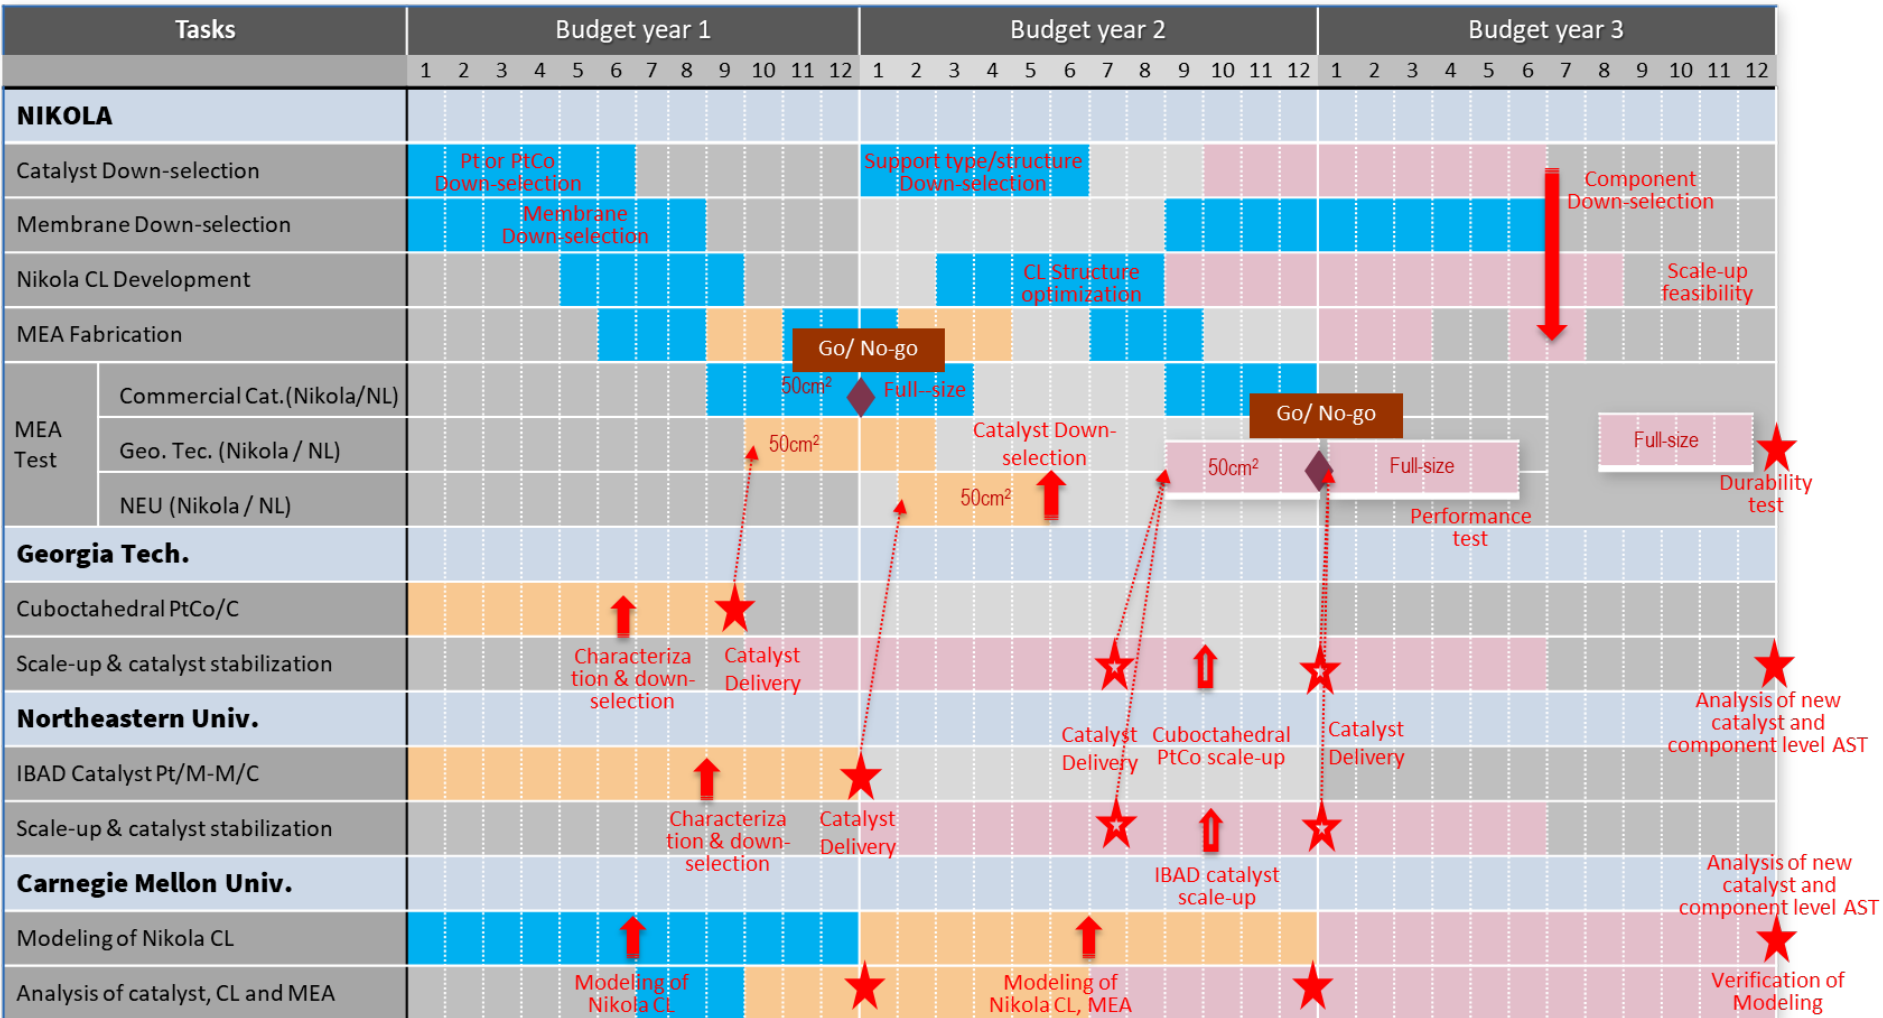 Tasks
Budget year 1
Budget year 2
Budget year 3
1 2 3 4 5 6 7 8 9 10 11 12 1 2 3 4 5 6 7 8 9 10 11 12 1 2 3 4 5 6 7 8 9 10 11 12
NIKOLA
Catalyst Down-selection
Pt or PtCo
Down-selection
Support type/structure
Down-selection
Component
Down-selection
Membrane Down-selection
Membrane
Down-selection
Nikola CL Development
CL Structure
optimization
Scale-up
feasibility
MEA Fabrication
Go/ No-go
MEA
Test
Commercial Cat.(Nikola/NL)
50cm²
Full--size
Go/ No-go
Geo. Tec. (Nikola / NL)
50cm²
Catalyst Down-
selection
50cm²
Full-size
Full-size
NEU (Nikola / NL)
50cm²
Performance
test
Durability
test
Georgia Tech.
Cuboctahedral PtCo/C
Scale-up & catalyst stabilization
Characteriza
tion & down-
selection
Catalyst
Delivery
Analysis of new
catalyst and
component level AST
Northeastern Univ.
Catalyst
Delivery
Cuboctahedral
PtCo scale-up
Catalyst
Delivery
IBAD Catalyst Pt/M-M/C
Characteriza
tion & down-
selection
Catalyst
Delivery
Scale-up & catalyst stabilization
IBAD catalyst
scale-up
Analysis of new
catalyst and
component level AST
Carnegie Mellon Univ.
Modeling of Nikola CL
Analysis of catalyst, CL and MEA
Modeling of
Nikola CL
Modeling of
Nikola CL, MEA
Verification of
Modeling